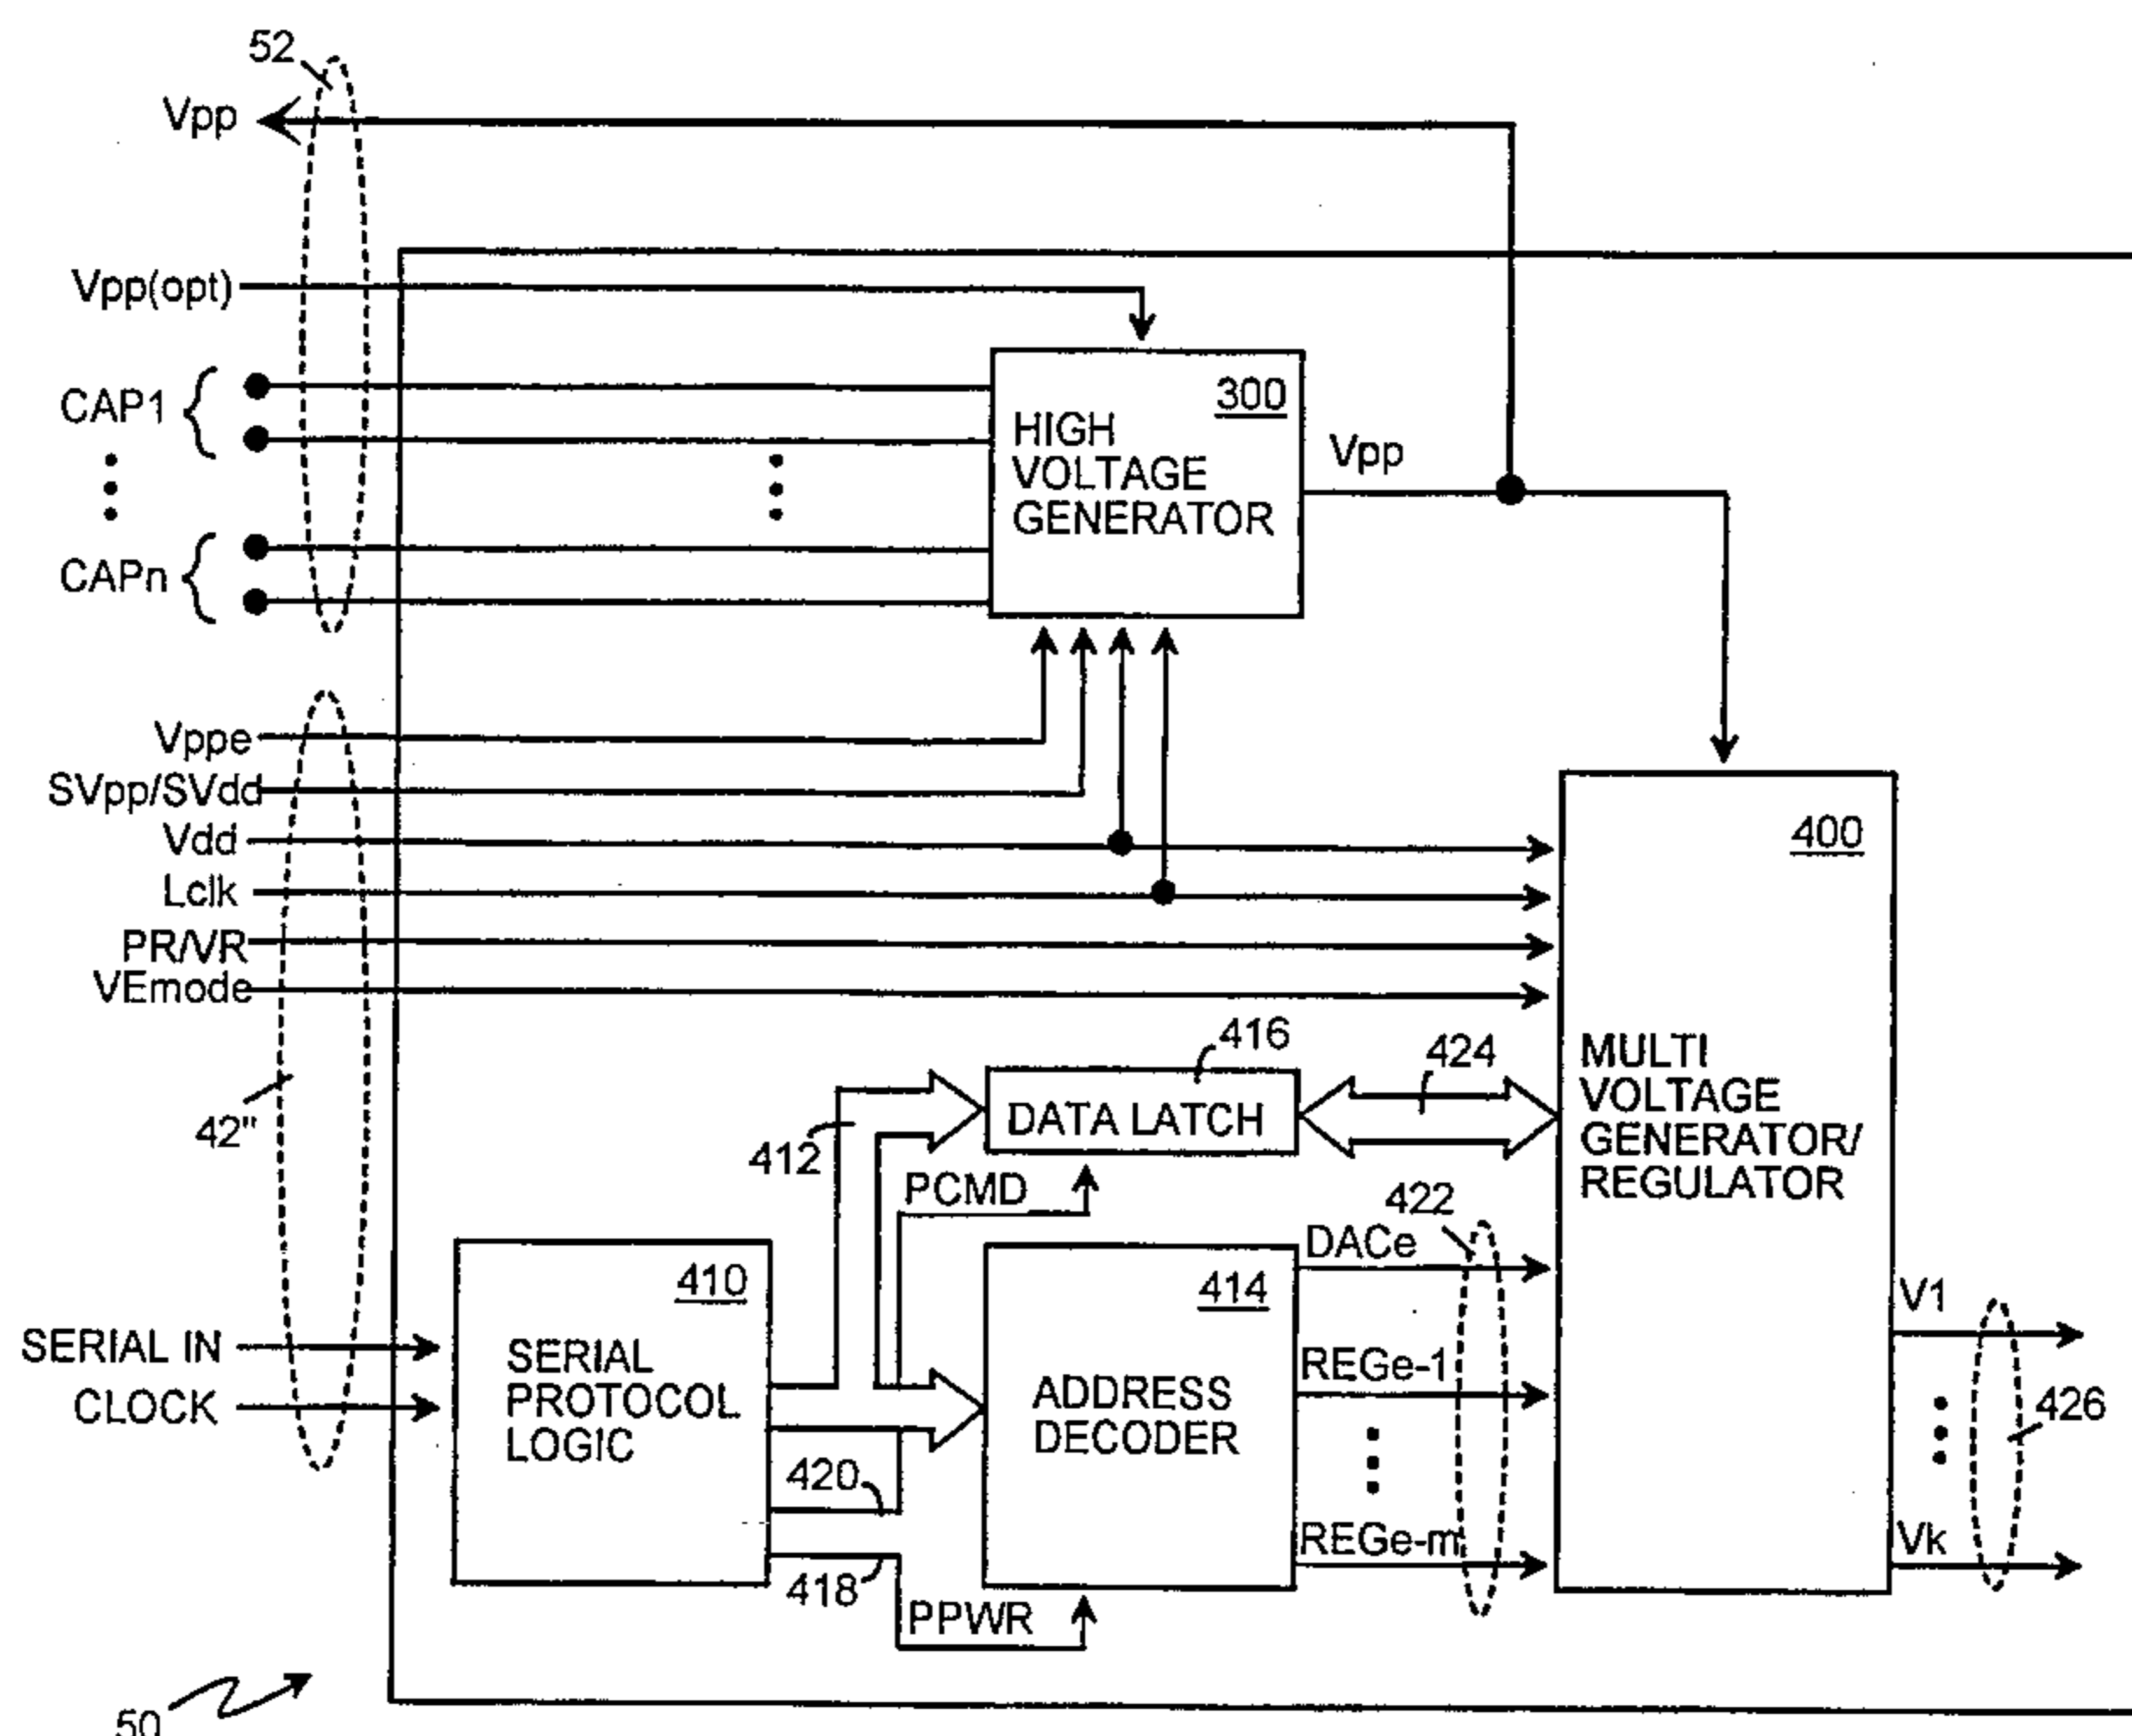 52
Vpp
Vpp(opt)
CAP1
CAPn
300
HIGH
VOLTAGE
GENERATOR
Vpp
Vppe
SVpp/SVdd
Vdd
Lclk
PR/VR
VEmode
42"
400
MULTI
VOLTAGE
GENERATOR/
REGULATOR
416
DATA LATCH
424
412
PCMD
422
410
SERIAL
PROTOCOL
LOGIC
SERIAL IN
CLOCK
414
ADDRESS
DECODER
DACe
REGe-1
REGe-m
420
418
PPWR
V1
Vk
426
50